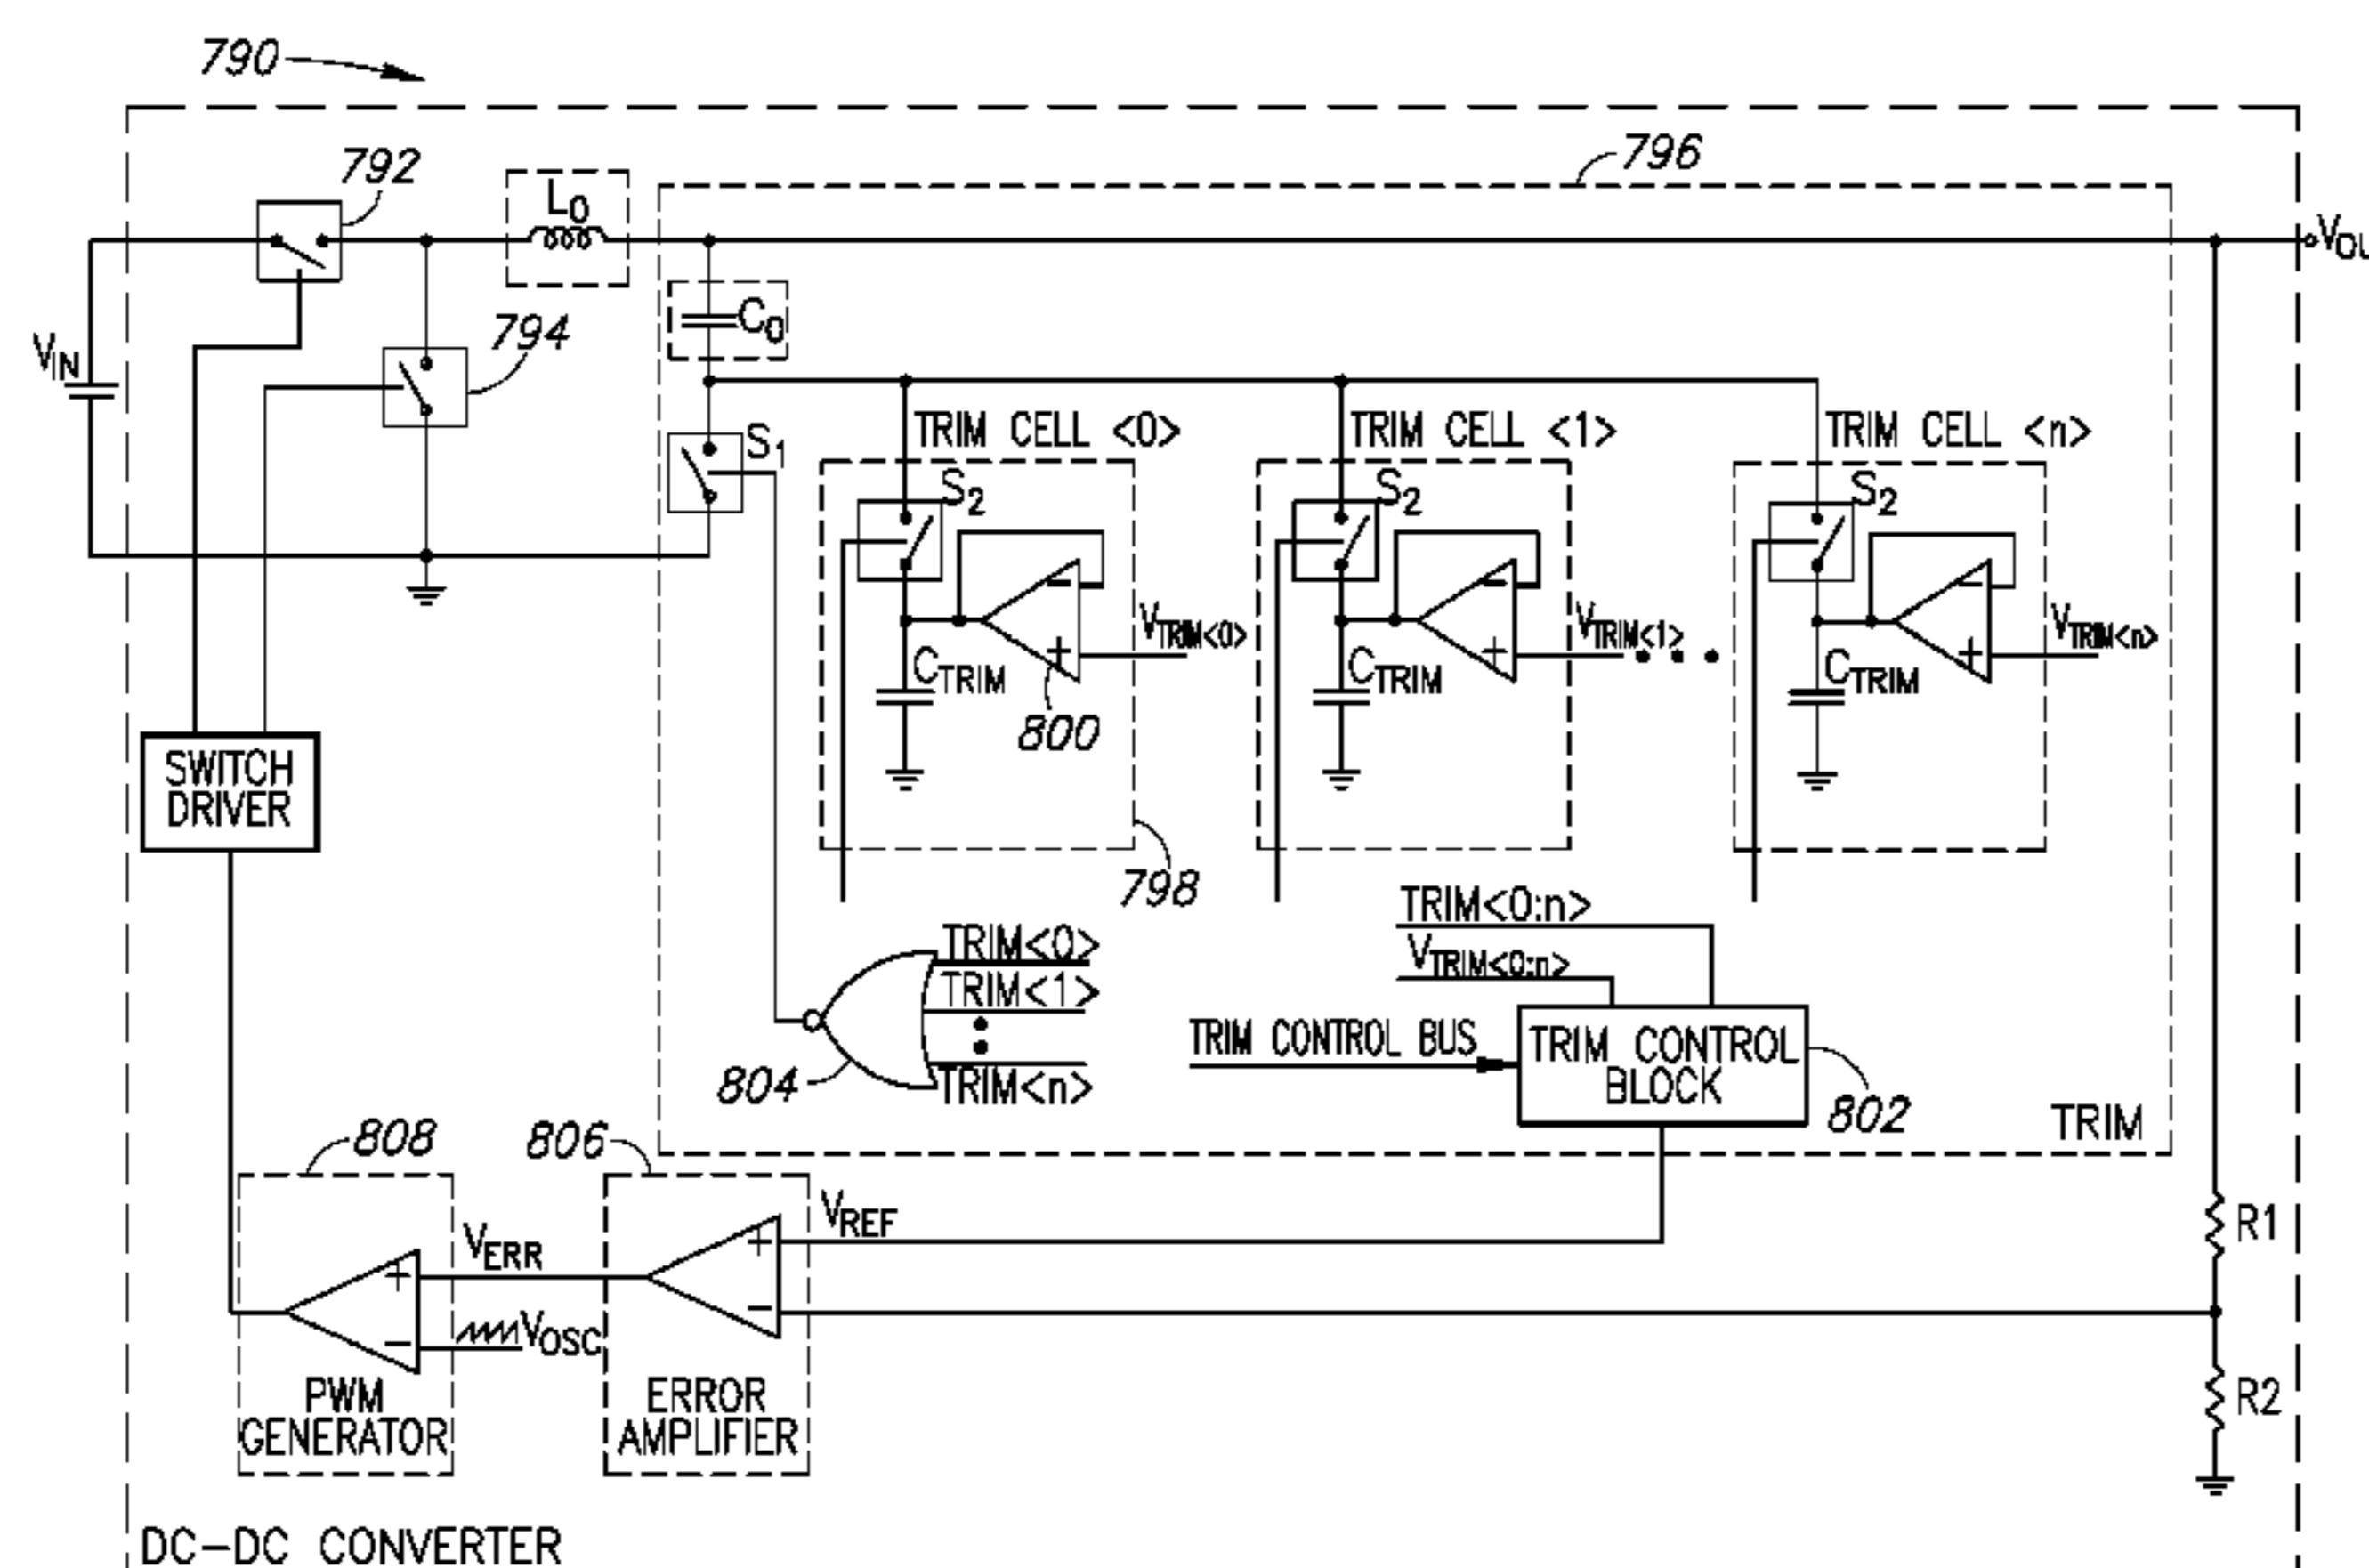 790
796
792
L0
VOU
C0
794
VIN
S1
TRIM CELL <0>
TRIM CELL <1>
TRIM CELL <n>
S2
S2
S2
VTRIM<0>
VTRIM<1>
VTRIM<n>
CTRIM
CTRIM
CTRIM
800
SWITCH
DRIVER
798
TRIM<0:n>
VTRIM<0:n>
TRIM<0>
TRIM<1>
TRIM<n>
804
TRIM CONTROL BUS
TRIM CONTROL
BLOCK
802
TRIM
808
806
VREF
VERR
VOSC
R1
R2
PWM
GENERATOR
ERROR
AMPLIFIER
DC-DC CONVERTER